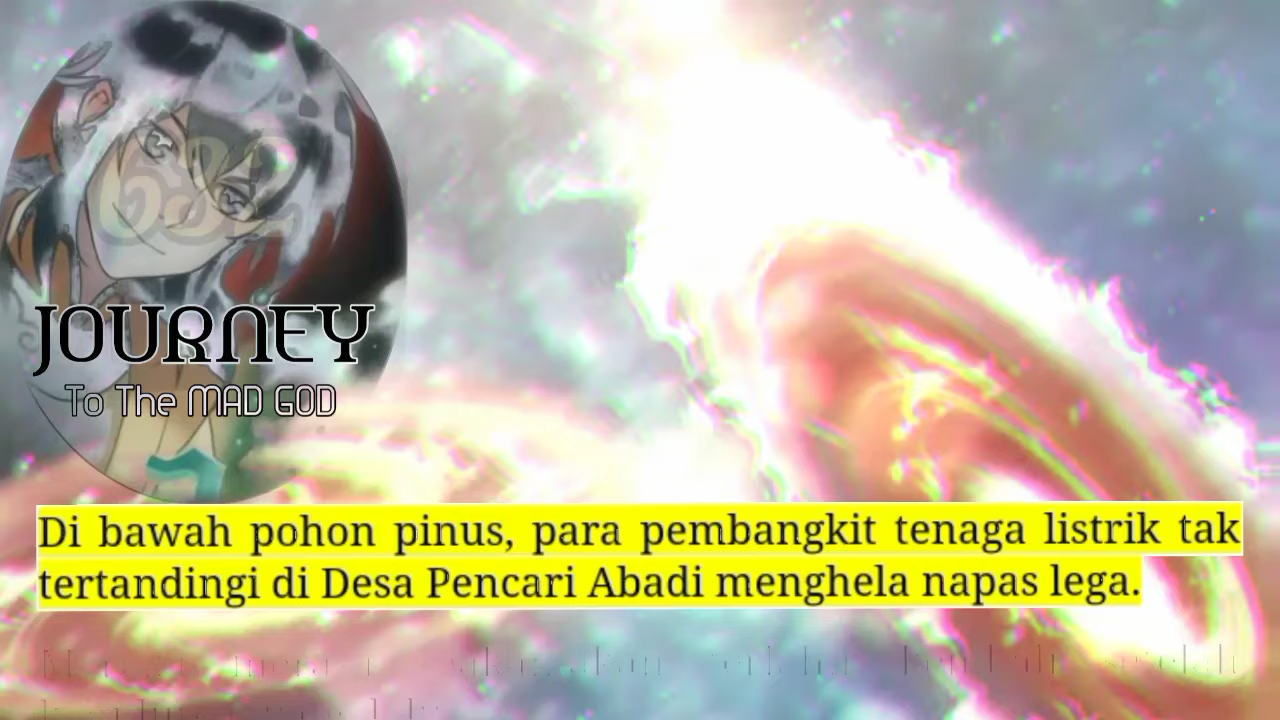 JOURNEY
To The MAD GOD
Di bawah pohon pinus, para pembangkit tenaga listrik tak
tertandingi di Desa Pencari Abadi menghela napas lega.